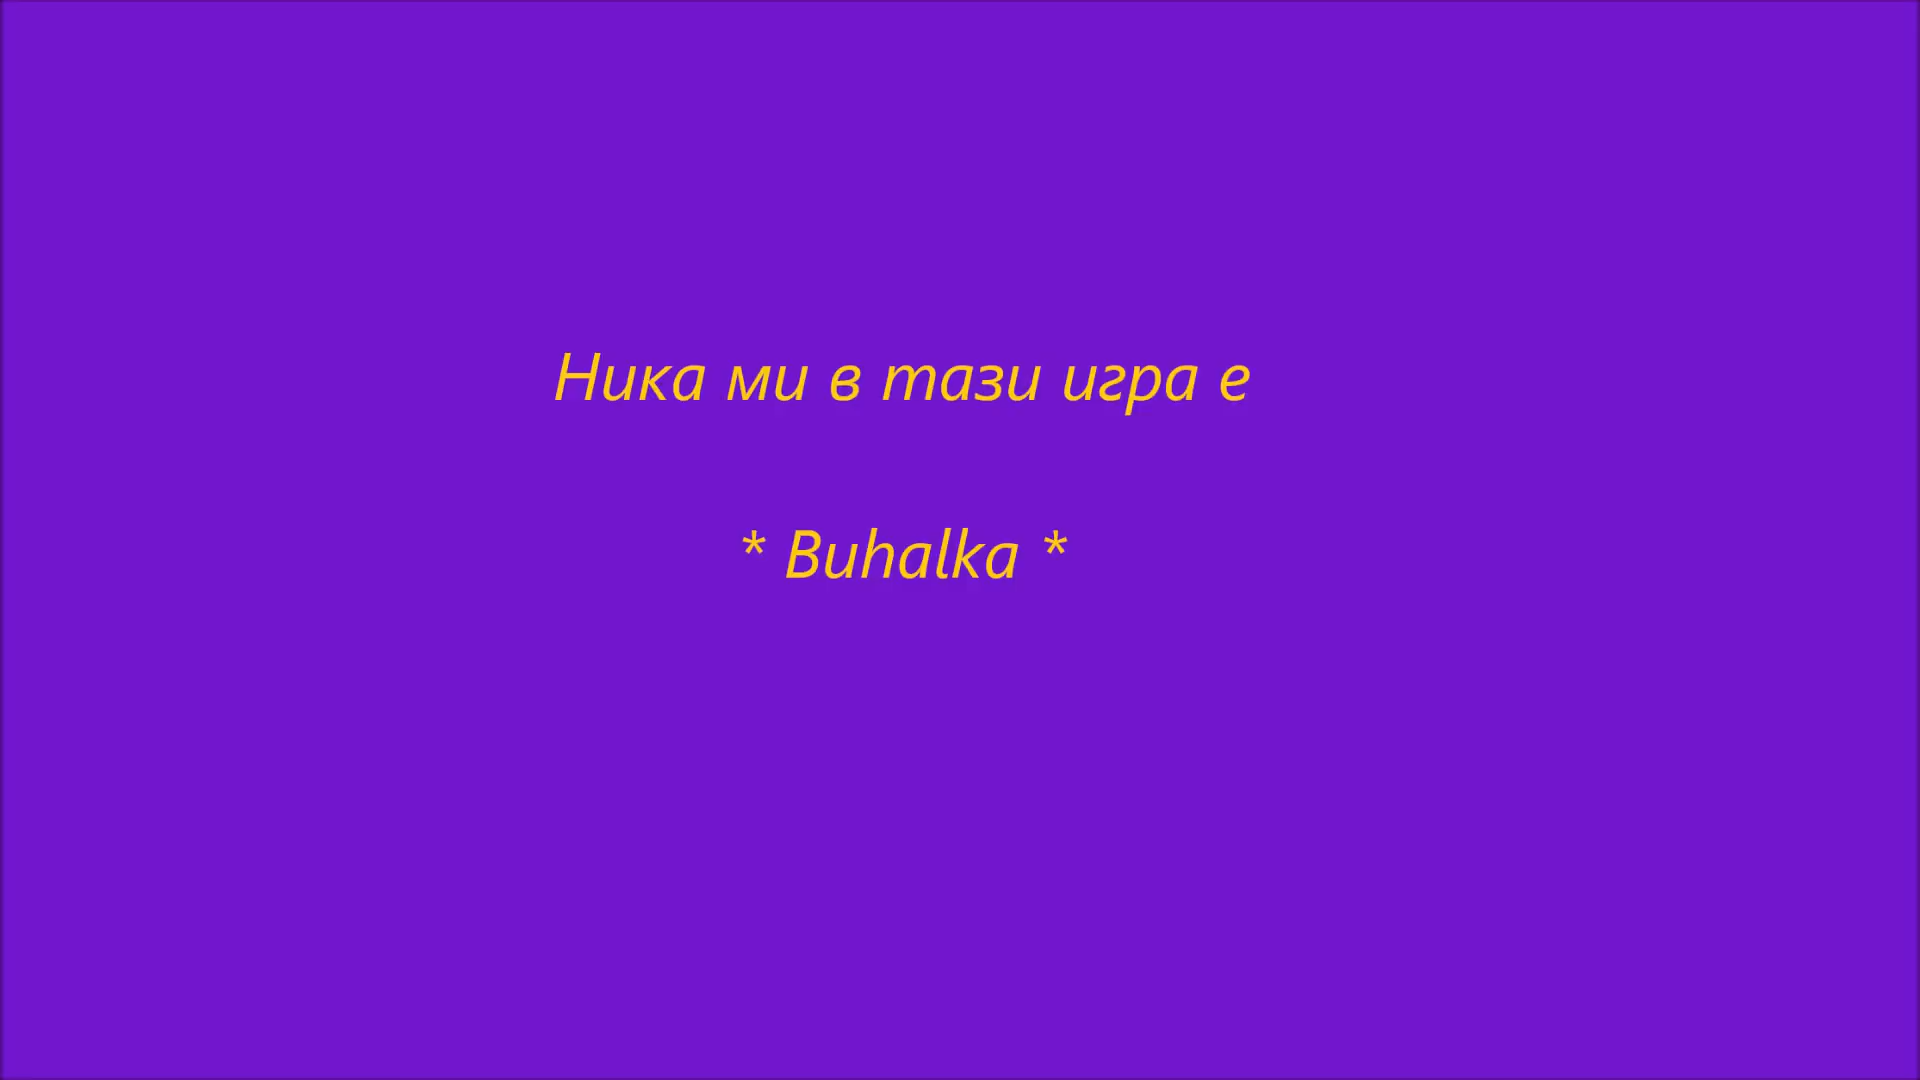 Ника ми в тази игра е
* Buhalka *